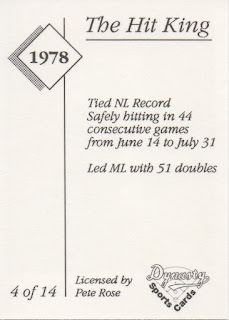 The Hit King
1978
Tied NL Record
Safely hitting in 44
consecutive games
from June 14 to July 31
Led ML with 51 doubles
4 of 14
Licensed by
Pete Rose
Dynasty
Sports Cards